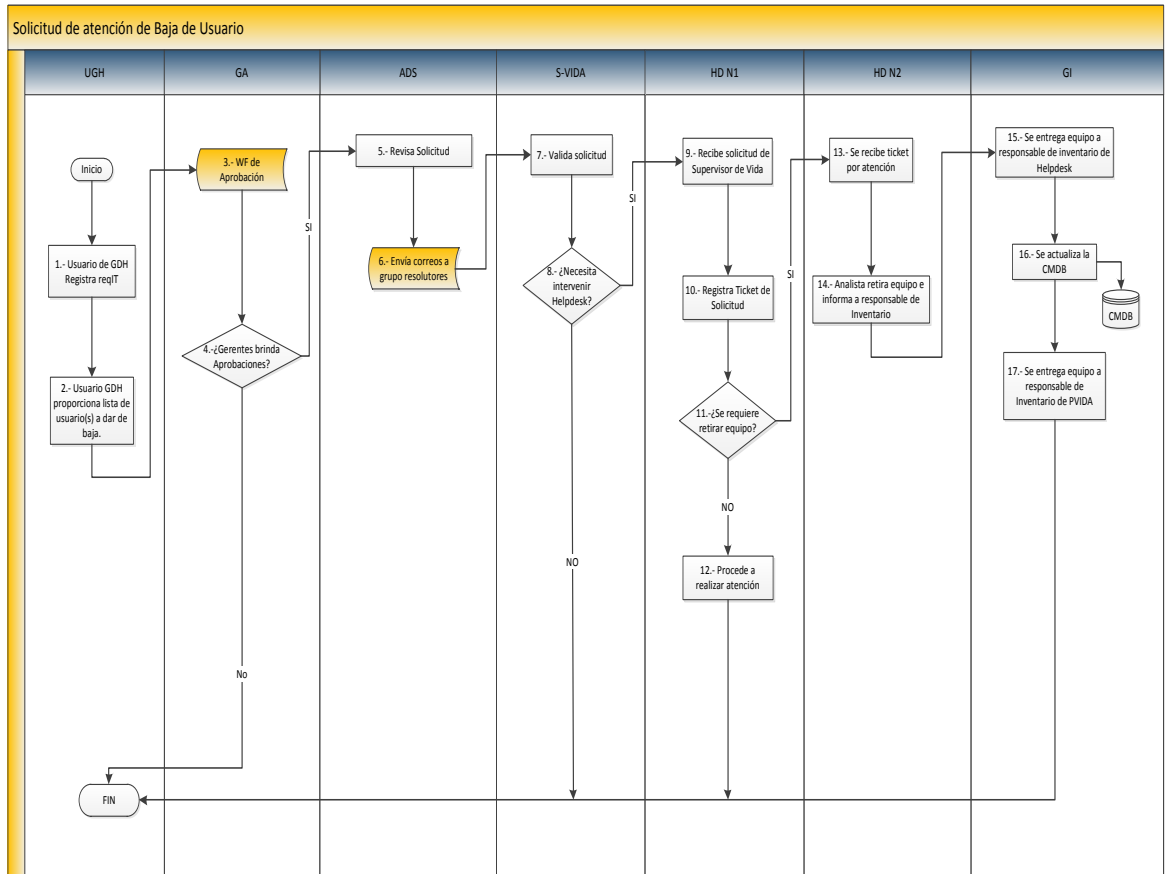 Solicitud de atención de Baja de Usuario
UGH
GA
ADS
S-VIDA
HD N1
HD N2
GI
Inicio
1.- Usuario de GDH
Registra reqIT
2.- Usuario GDH
proporciona lista de
usuario(s) a dar de
baja.
FIN
3.- WF de
Aprobación
4.-¿Gerentes brinda
Aprobaciones?
SI
No
5.- Revisa Solicitud
6.- Envía correos a
grupo resolutores
7.- Valida solicitud
8.- ¿Necesita
intervenir
Helpdesk?
SI
NO
9.- Recibe solicitud de
Supervisor de Vida
10.- Registra Ticket de
Solicitud
11.-¿Se requiere
retirar equipo?
SI
NO
12.- Procede a
realizar atención
13.- Se recibe ticket
por atención
14.- Analista retira equipo e
informa a responsable de
Inventario
15.- Se entrega equipo a
responsable de inventario de
Helpdesk
16.- Se actualiza la
CMDB
CMDB
17.- Se entrega equipo a
responsable de
Inventario de PVIDA